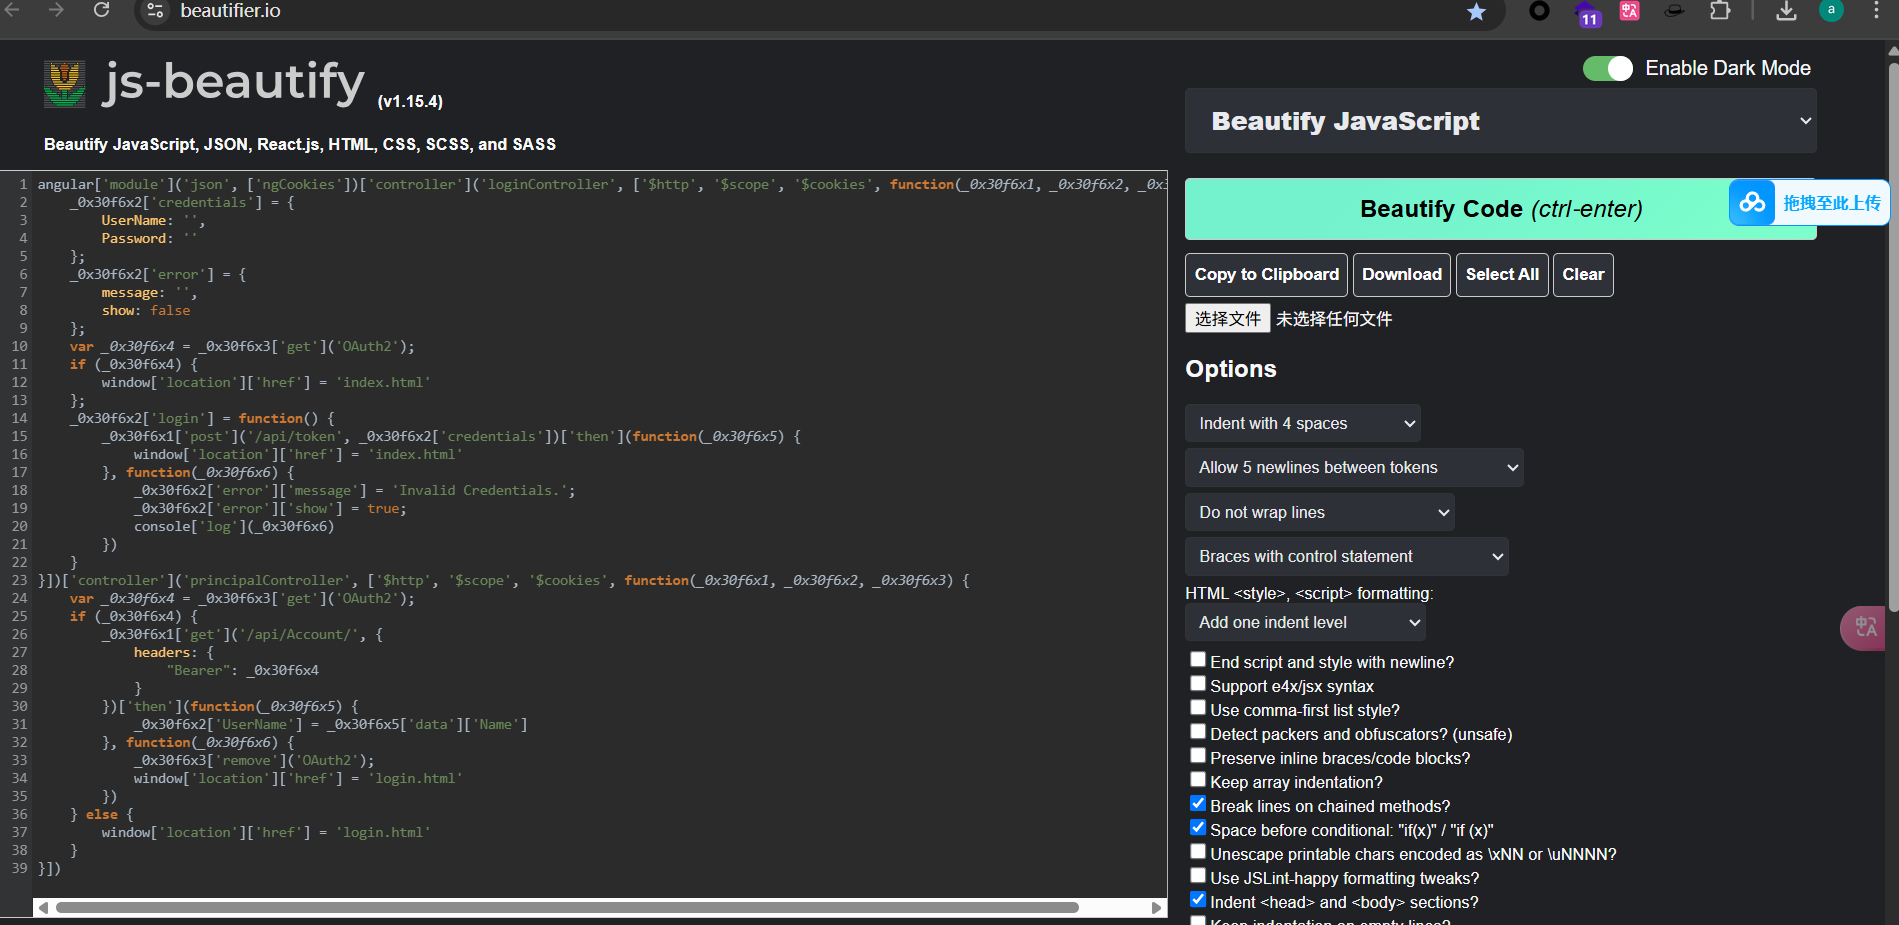 beautifier.io
11
a
js-beautify (v1.15.4)
Enable Dark Mode
Beautify JavaScript, JSON, React.js, HTML, CSS, SCSS, and SASS
1 angular['module']('json', ['ngCookies'])['controller']('loginController', ['$http', '$scope', '$cookies', function(_0x30f6x1, _0x30f6x2, _0x3
2 _0x30f6x2['credentials'] = {
3 UserName: '',
4 Password: ''
5 };
6 _0x30f6x2['error'] = {
7 message: '',
8 show: false
9 };
10 var _0x30f6x4 = _0x30f6x3['get']('OAuth2');
11 if (_0x30f6x4) {
12 window['location']['href'] = 'index.html'
13 };
14 _0x30f6x2['login'] = function() {
15 _0x30f6x1['post']('/api/token', _0x30f6x2['credentials'])['then'](function(_0x30f6x5) {
16 window['location']['href'] = 'index.html'
17 }, function(_0x30f6x6) {
18 _0x30f6x2['error']['message'] = 'Invalid Credentials.';
19 _0x30f6x2['error']['show'] = true;
20 console['log'](_0x30f6x6)
21 })
22 }
23 }])['controller']('principalController', ['$http', '$scope', '$cookies', function(_0x30f6x1, _0x30f6x2, _0x30f6x3) {
24 var _0x30f6x4 = _0x30f6x3['get']('OAuth2');
25 if (_0x30f6x4) {
26 _0x30f6x1['get']('/api/Account/', {
27 headers: {
28 "Bearer": _0x30f6x4
29 }
30 })['then'](function(_0x30f6x5) {
31 _0x30f6x2['UserName'] = _0x30f6x5['data']['Name']
32 }, function(_0x30f6x6) {
33 _0x30f6x3['remove']('OAuth2');
34 window['location']['href'] = 'login.html'
35 })
36 } else {
37 window['location']['href'] = 'login.html'
38 }
39 }])
Beautify JavaScript
Beautify Code (ctrl-enter)
拖拽至此上传
Copy to Clipboard
Download
Select All
Clear
选择文件 未选择任何文件
Options
Indent with 4 spaces
Allow 5 newlines between tokens
Do not wrap lines
Braces with control statement
HTML <style>, <script> formatting:
Add one indent level
End script and style with newline?
Support e4x/jsx syntax
Use comma-first list style?
Detect packers and obfuscators? (unsafe)
Preserve inline braces/code blocks?
Keep array indentation?
Break lines on chained methods?
Space before conditional: "if(x)" / "if (x)"
Unescape printable chars encoded as \xNN or \uNNNN?
Use JSLint-happy formatting tweaks?
Indent <head> and <body> sections?
Keep indentation on empty lines?